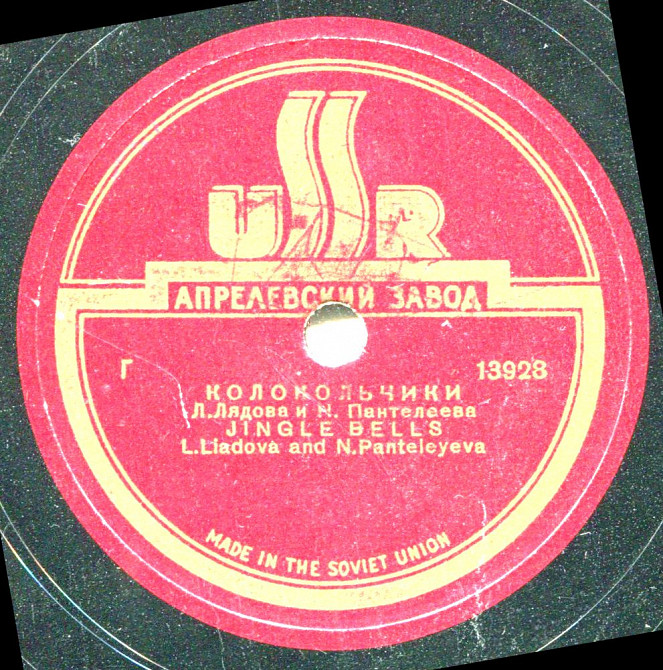 USSR
АПРЕЛЕВСКИЙ ЗАВОД
Г 13928
КОЛОКОЛЬЧИКИ
Л.Лядова и Н. Пантелеева
JINGLE BELLS
L.Liadova and N.Panteleyeva
MADE IN THE SOVIET UNION